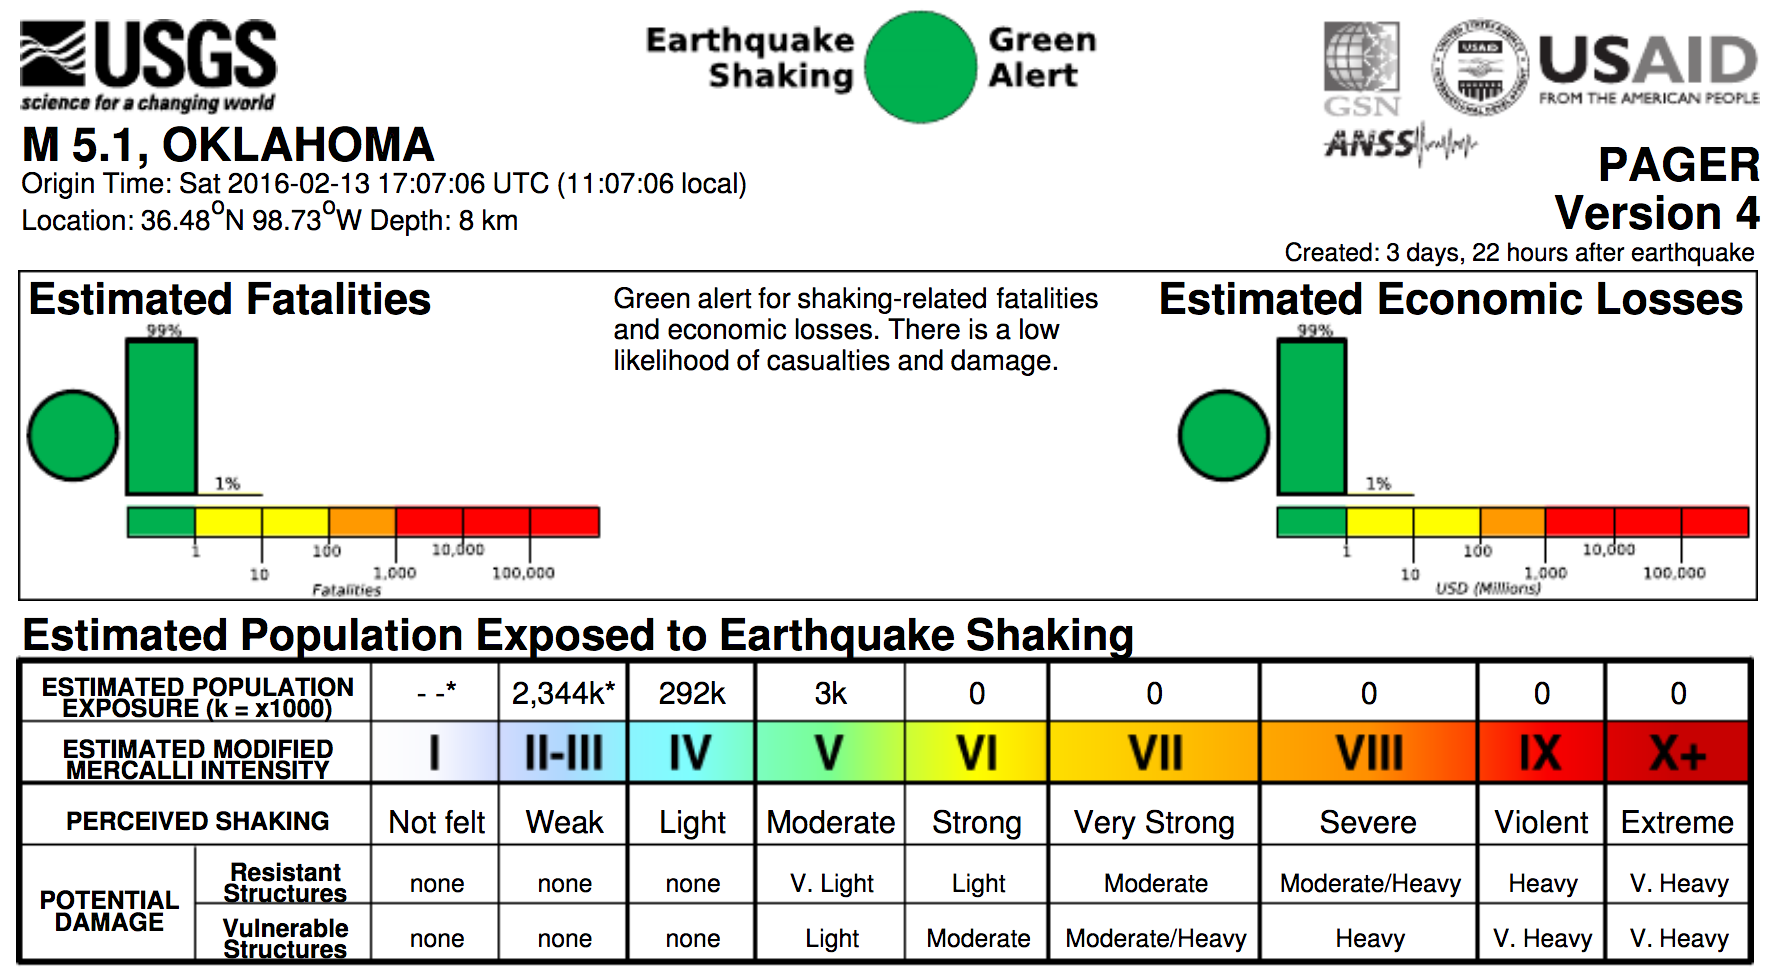 USGS
science for a changing world
Earthquake
Shaking
Green
Alert
GSN
USAID
USAID
FROM THE AMERICAN PEOPLE
ANSS
M 5.1, OKLAHOMA
Origin Time: Sat 2016-02-13 17:07:06 UTC (11:07:06 local)
Location: 36.48°N 98.73°W Depth: 8 km
PAGER
Version 4
Created: 3 days, 22 hours after earthquake
Estimated Fatalities
99%
1%
1 100 10,000
10 1,000 100,000
Fatalities
Green alert for shaking-related fatalities
and economic losses. There is a low
likelihood of casualties and damage.
Estimated Economic Losses
99%
1%
1 100 10,000
10 1,000 100,000
USD (Millions)
Estimated Population Exposed to Earthquake Shaking
ESTIMATED POPULATION
EXPOSURE (k = x1000)
- -* 2,344k* 292k 3k 0 0 0 0 0
ESTIMATED MODIFIED
MERCALLI INTENSITY
I II-III IV V VI VII VIII IX X+
PERCEIVED SHAKING Not felt Weak Light Moderate Strong Very Strong Severe Violent Extreme
POTENTIAL
DAMAGE
Resistant
Structures
none none none V. Light Light Moderate Moderate/Heavy Heavy V. Heavy
Vulnerable
Structures
none none none Light Moderate Moderate/Heavy Heavy V. Heavy V. Heavy